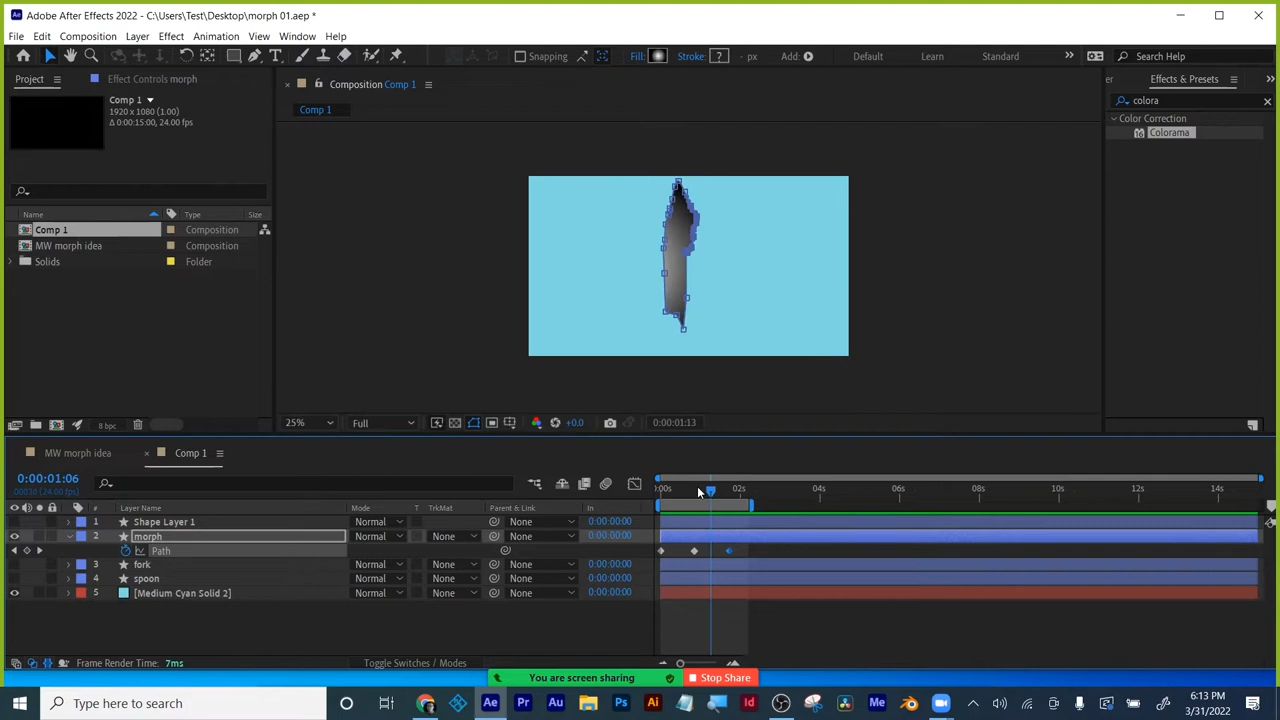 Adobe After Effects 2022 - C:\Users\Test\Desktop\morph 01.aep *
File Edit Composition Layer Effect Animation View Window Help
Snapping Fill: Stroke: ? - px Add: Default Learn Standard Search Help
Project Effect Controls morph Composition Comp 1 Effects & Presets
Comp 1
1920 x 1080 (1.00)
Δ 0:00:15:00, 24.00 fps
Comp 1
colora
Color Correction
Colorama
Name Type Size
Comp 1 Composition
MW morph idea Composition
Solids Folder
8 bpc
25% Full +0.0 0:00:01:13
MW morph idea Comp 1
0:00:01:06
00030 (24.00 fps)
:00s 02s 04s 06s 08s 10s 12s 14s
# Layer Name Mode T TrkMat Parent & Link
1 Shape Layer 1 Normal None 0:00:00:00
2 morph Normal None None 0:00:00:00
Path
3 fork Normal None None 0:00:00:00
4 spoon Normal None None 0:00:00:00
5 [Medium Cyan Solid 2] Normal None None 0:00:00:00
Frame Render Time: 7ms Toggle Switches / Modes
You are screen sharing Stop Share
Type here to search
Ae Pr Au Ps Ai Me
6:13 PM
3/31/2022